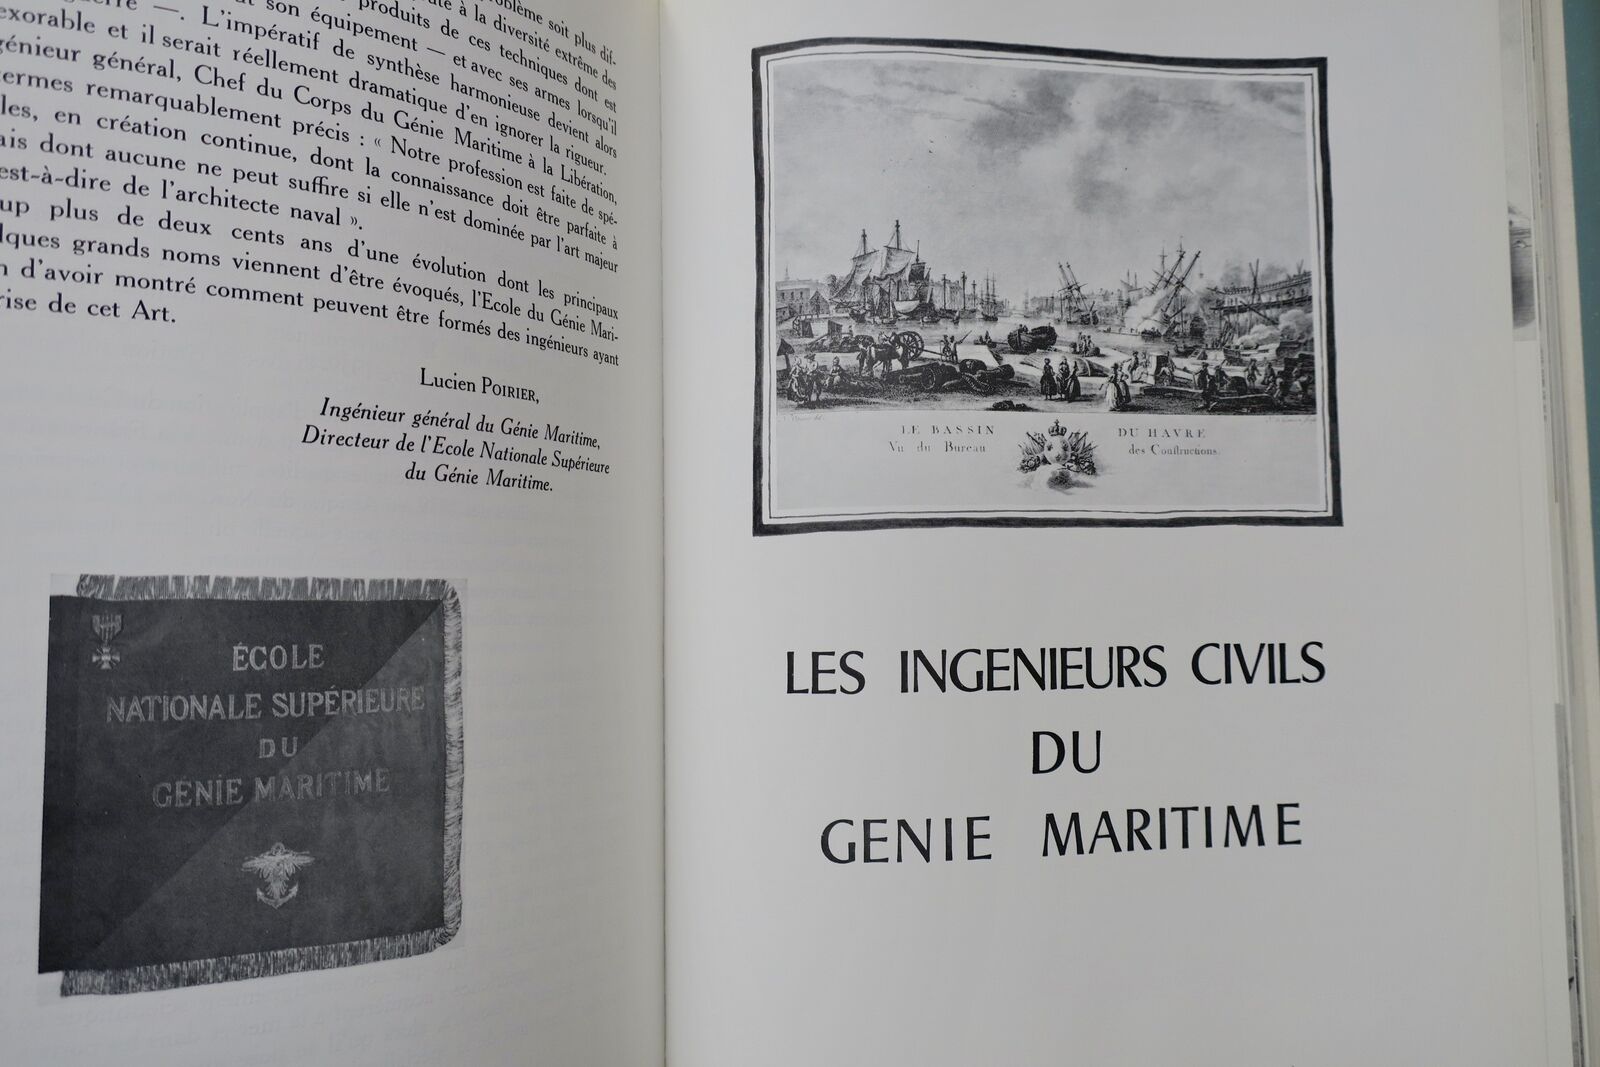 problème soit plus dif-
à la diversité extrême des
produits de ces techniques dont est
son équipement — et avec ses armes lorsqu'il
guerre —. L'impératif de synthèse harmonieuse devient alors
exorable et il serait réellement dramatique d'en ignorer la rigueur.
génieur général, Chef du Corps du Génie Maritime à la Libération,
termes remarquablement précis : « Notre profession est faite de spé-
les, en création continue, dont la connaissance doit être parfaite à
ais dont aucune ne peut suffire si elle n'est dominée par l'art majeur
est-à-dire de l'architecte naval ».
up plus de deux cents ans d'une évolution dont les principaux
lques grands noms viennent d'être évoqués, l'Ecole du Génie Mari-
n d'avoir montré comment peuvent être formés des ingénieurs ayant
rise de cet Art.
Lucien POIRIER,
Ingénieur général du Génie Maritime,
Directeur de l'Ecole Nationale Supérieure
du Génie Maritime.
ÉCOLE
NATIONALE SUPÉRIEURE
DU
GÉNIE MARITIME
LE BASSIN DU HAVRE
Vu du Bureau des Constructions.
LES INGENIEURS CIVILS
DU
GENIE MARITIME